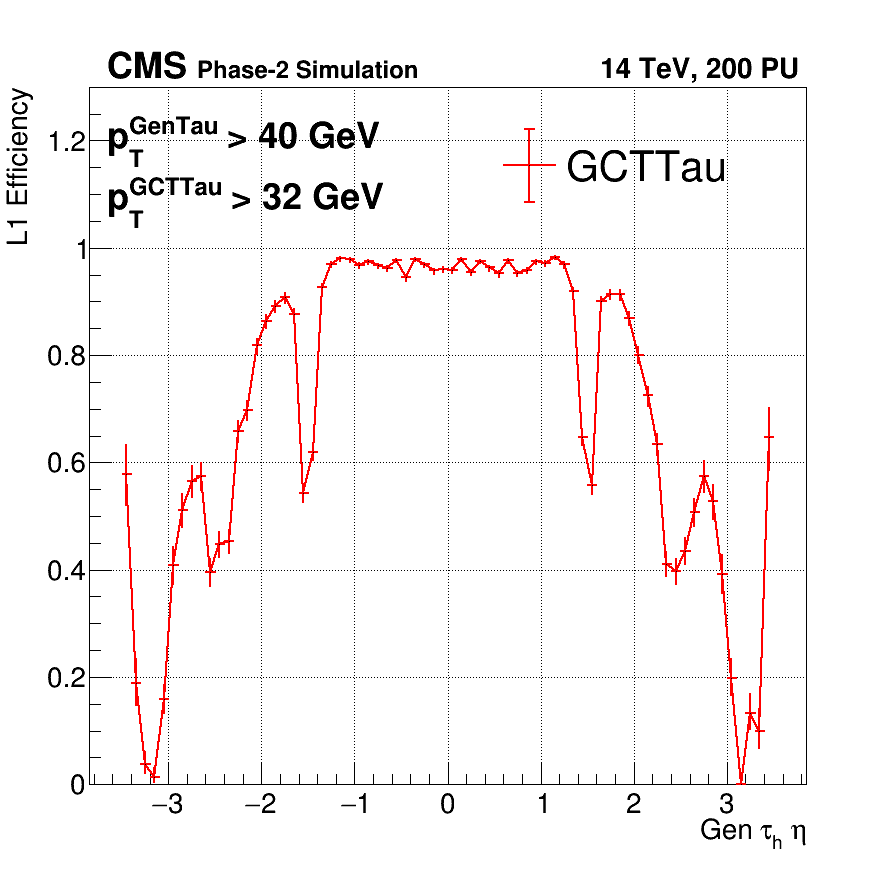 CMS Phase-2 Simulation 14 TeV, 200 PU
L1 Efficiency
p_T^GenTau > 40 GeV
p_T^GCTTau > 32 GeV
GCTTau
1.2
1
0.8
0.6
0.4
0.2
0
−3 −2 −1 0 1 2 3
Gen τ_h η